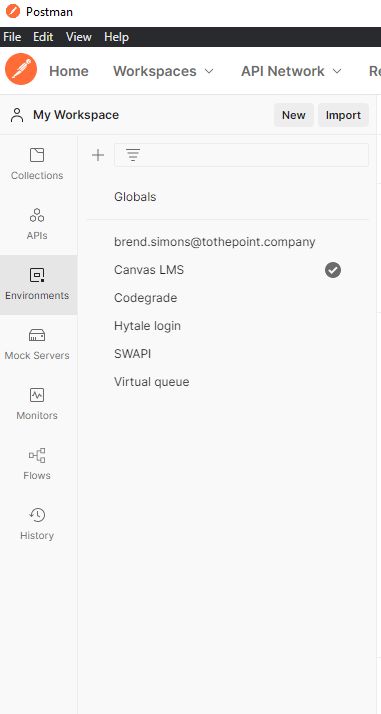 Postman
File Edit View Help
Home Workspaces API Network Re
My Workspace New Import
Collections
APIs
Environments
Mock Servers
Monitors
Flows
History
Globals
brend.simons@tothepoint.company
Canvas LMS
Codegrade
Hytale login
SWAPI
Virtual queue